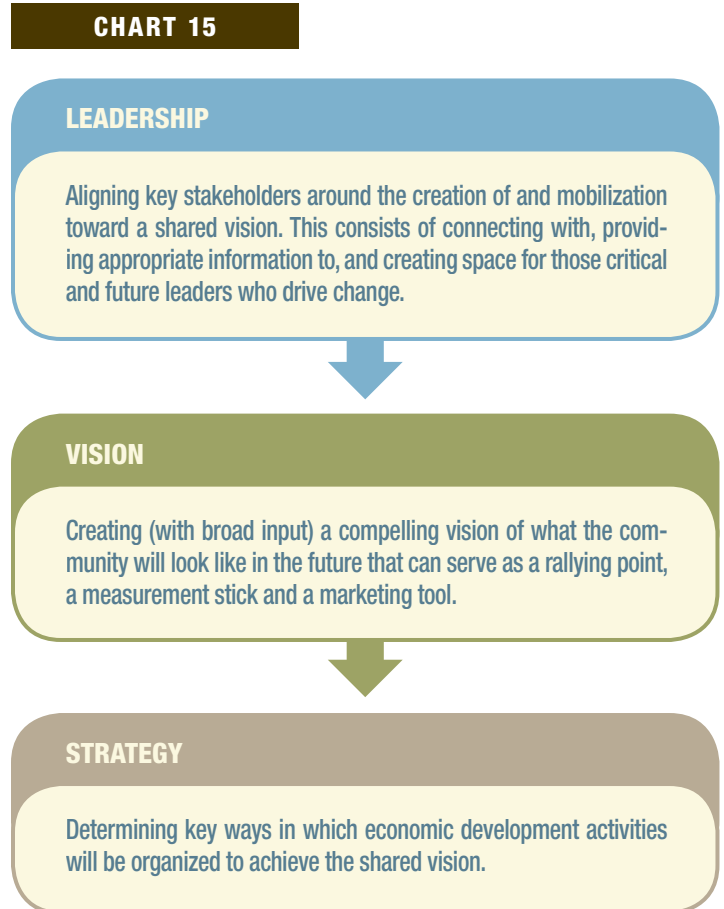 CHART 15
LEADERSHIP
Aligning key stakeholders around the creation of and mobilization
toward a shared vision. This consists of connecting with, provid-
ing appropriate information to, and creating space for those critical
and future leaders who drive change.
VISION
Creating (with broad input) a compelling vision of what the com-
munity will look like in the future that can serve as a rallying point,
a measurement stick and a marketing tool.
STRATEGY
Determining key ways in which economic development activities
will be organized to achieve the shared vision.